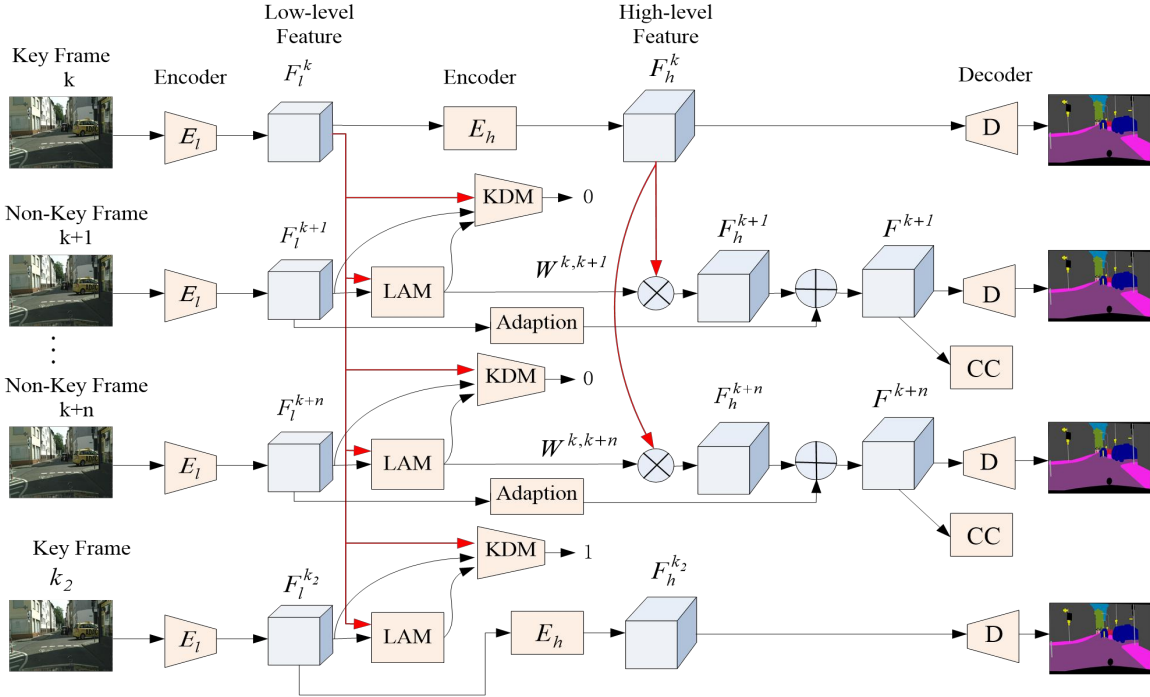 Low-level
Feature
High-level
Feature
Key Frame
k
Encoder
F_l^k
Encoder
F_h^k
Decoder
E_l
E_h
D
KDM
0
Non-Key Frame
k+1
F_l^{k+1}
W^{k,k+1}
F_h^{k+1}
F^{k+1}
E_l
LAM
D
Adaption
CC
KDM
0
Non-Key Frame
k+n
F_l^{k+n}
W^{k,k+n}
F_h^{k+n}
F^{k+n}
E_l
LAM
D
Adaption
CC
KDM
1
Key Frame
k_2
F_l^{k_2}
F_h^{k_2}
E_l
LAM
E_h
D